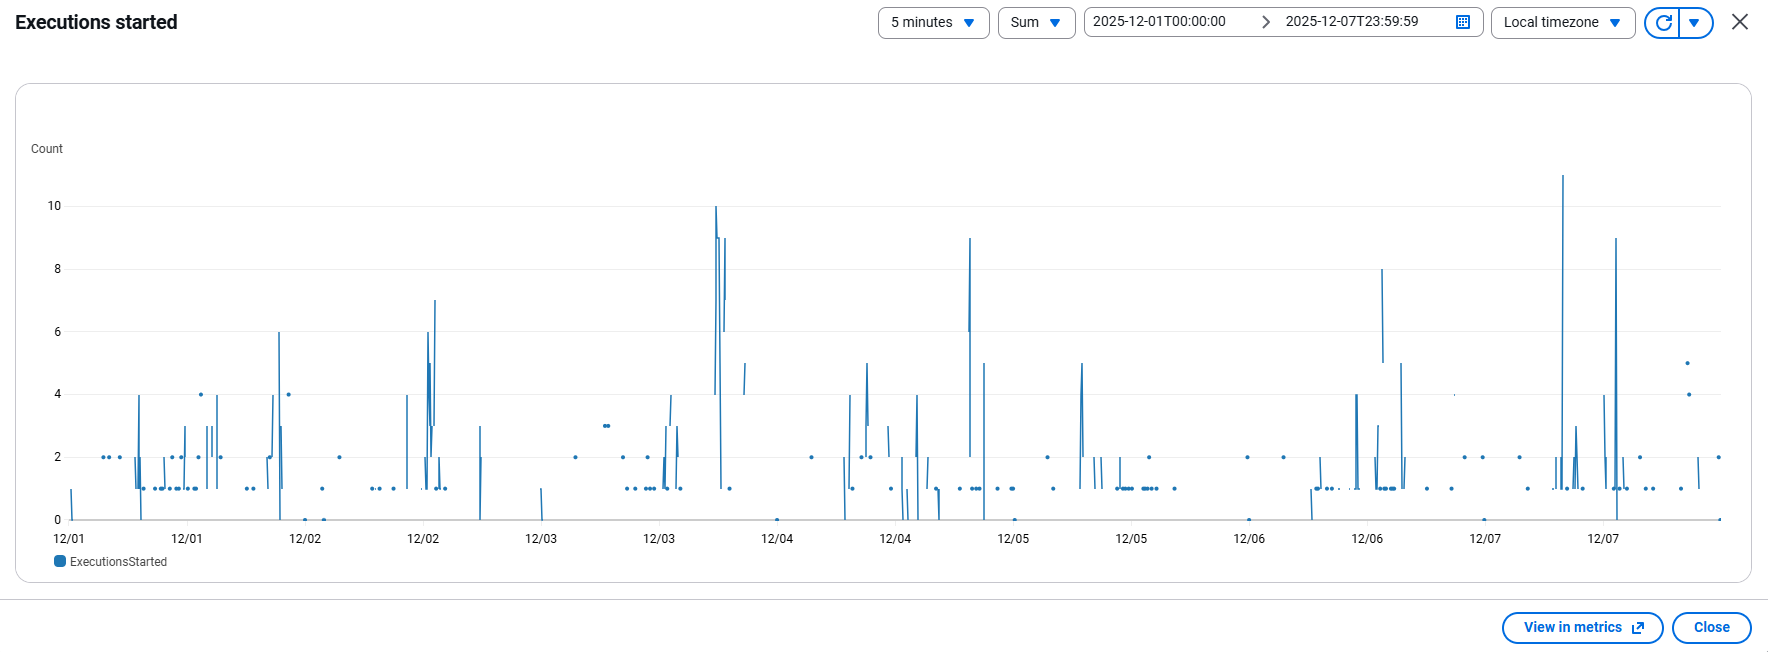 Executions started
5 minutes
Sum
2025-12-01T00:00:00
2025-12-07T23:59:59
Local timezone
Count
10
8
6
4
2
0
12/01 12/01 12/02 12/02 12/03 12/03 12/04 12/04 12/05 12/05 12/06 12/06 12/07 12/07
ExecutionsStarted
View in metrics
Close